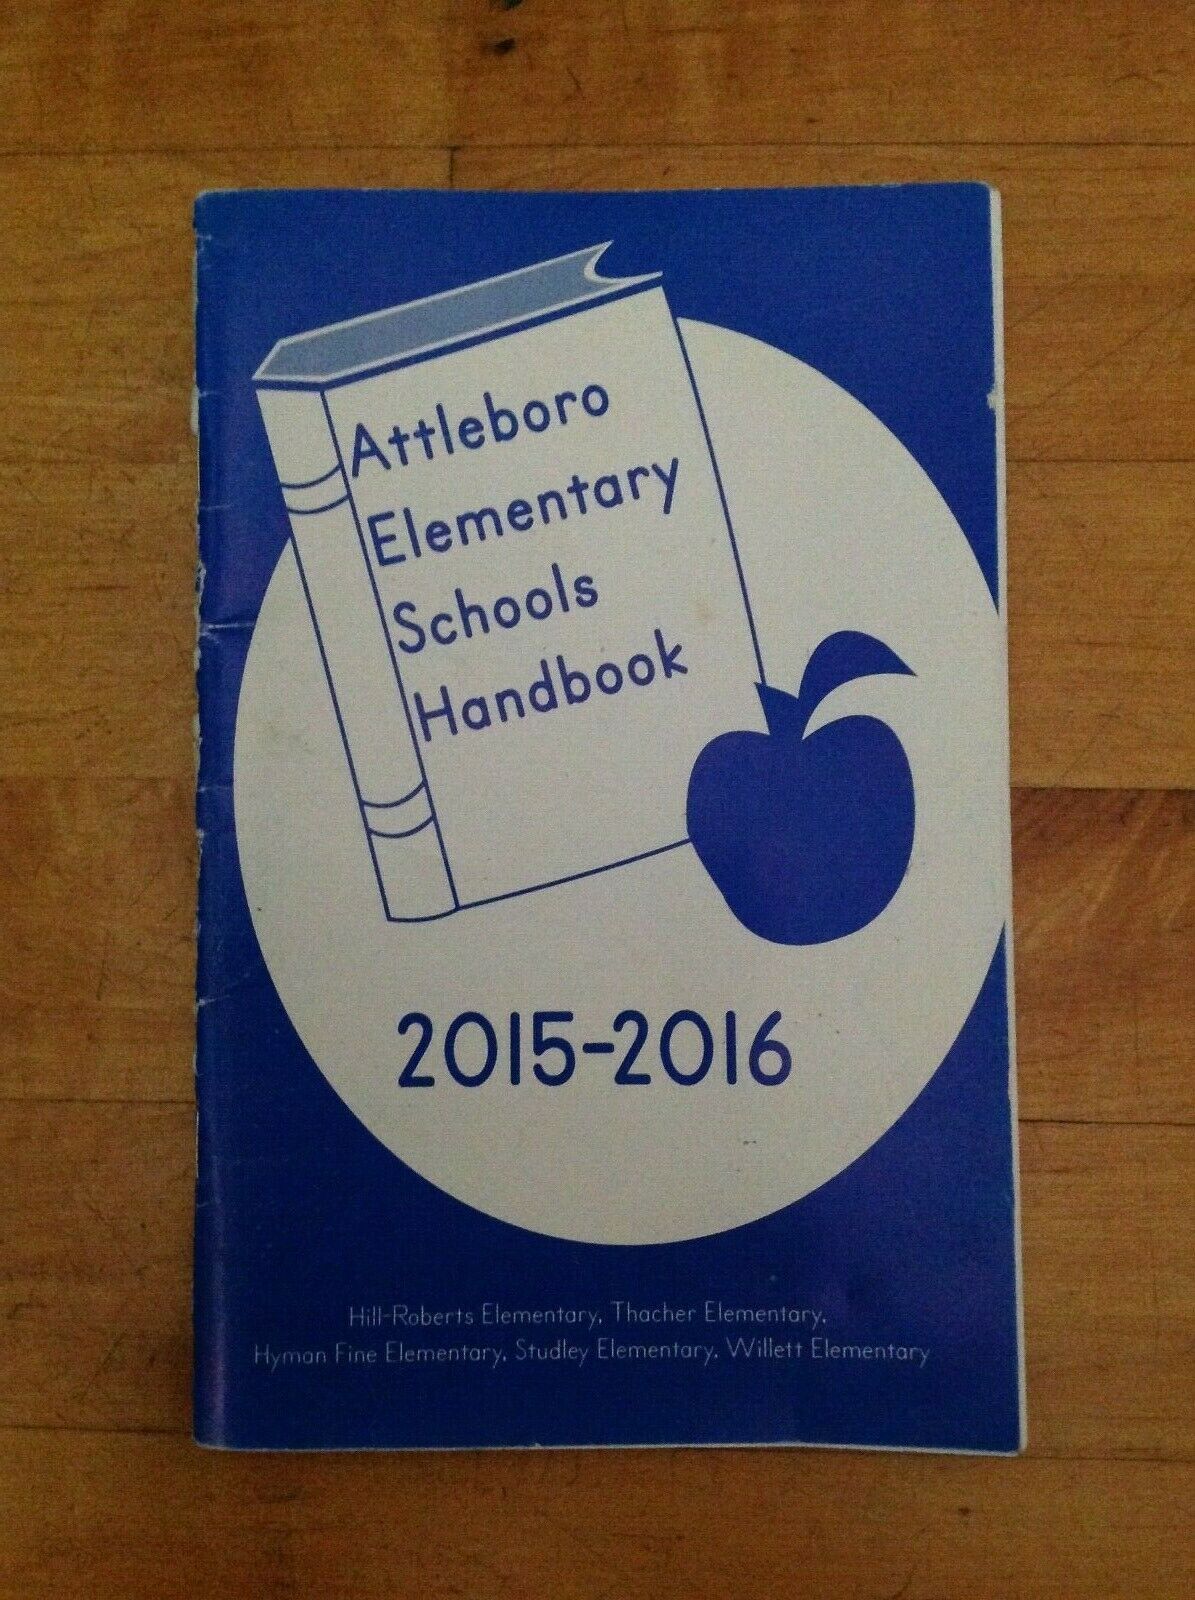 Attleboro
Elementary
Schools
Handbook
2015-2016
Hill-Roberts Elementary, Thacher Elementary,
Hyman Fine Elementary, Studley Elementary, Willett Elementary